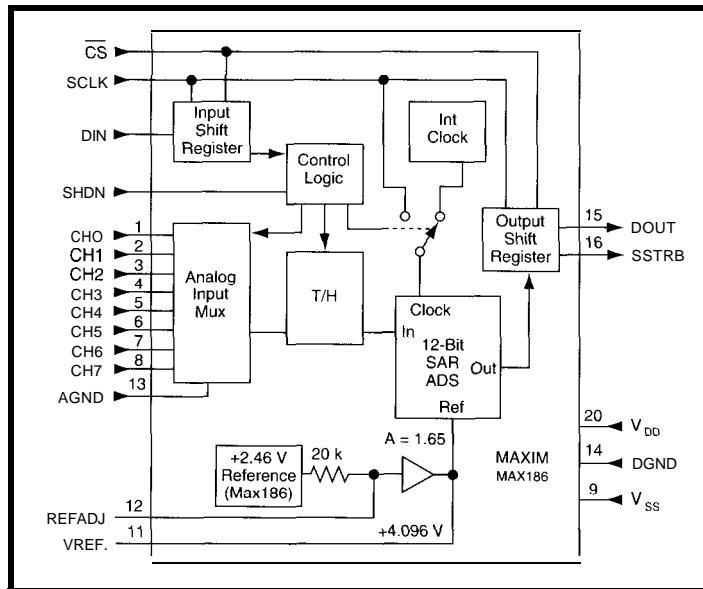 CS
SCLK
DIN
SHDN
Input
Shift
Register
Control
Logic
Int
Clock
Output
Shift
Register
15
DOUT
16
SSTRB
1
CHO
2
CH1
3
CH2
4
CH3
5
CH4
6
CH5
7
CH6
8
CH7
13
AGND
Analog
Input
Mux
T/H
Clock
In
12-Bit
SAR
ADS
Out
Ref
A = 1.65
+2.46 V
Reference
(Max186)
20 k
MAXIM
MAX186
20
VDD
14
DGND
9
VSS
12
REFADJ
11
VREF.
+4.096 V